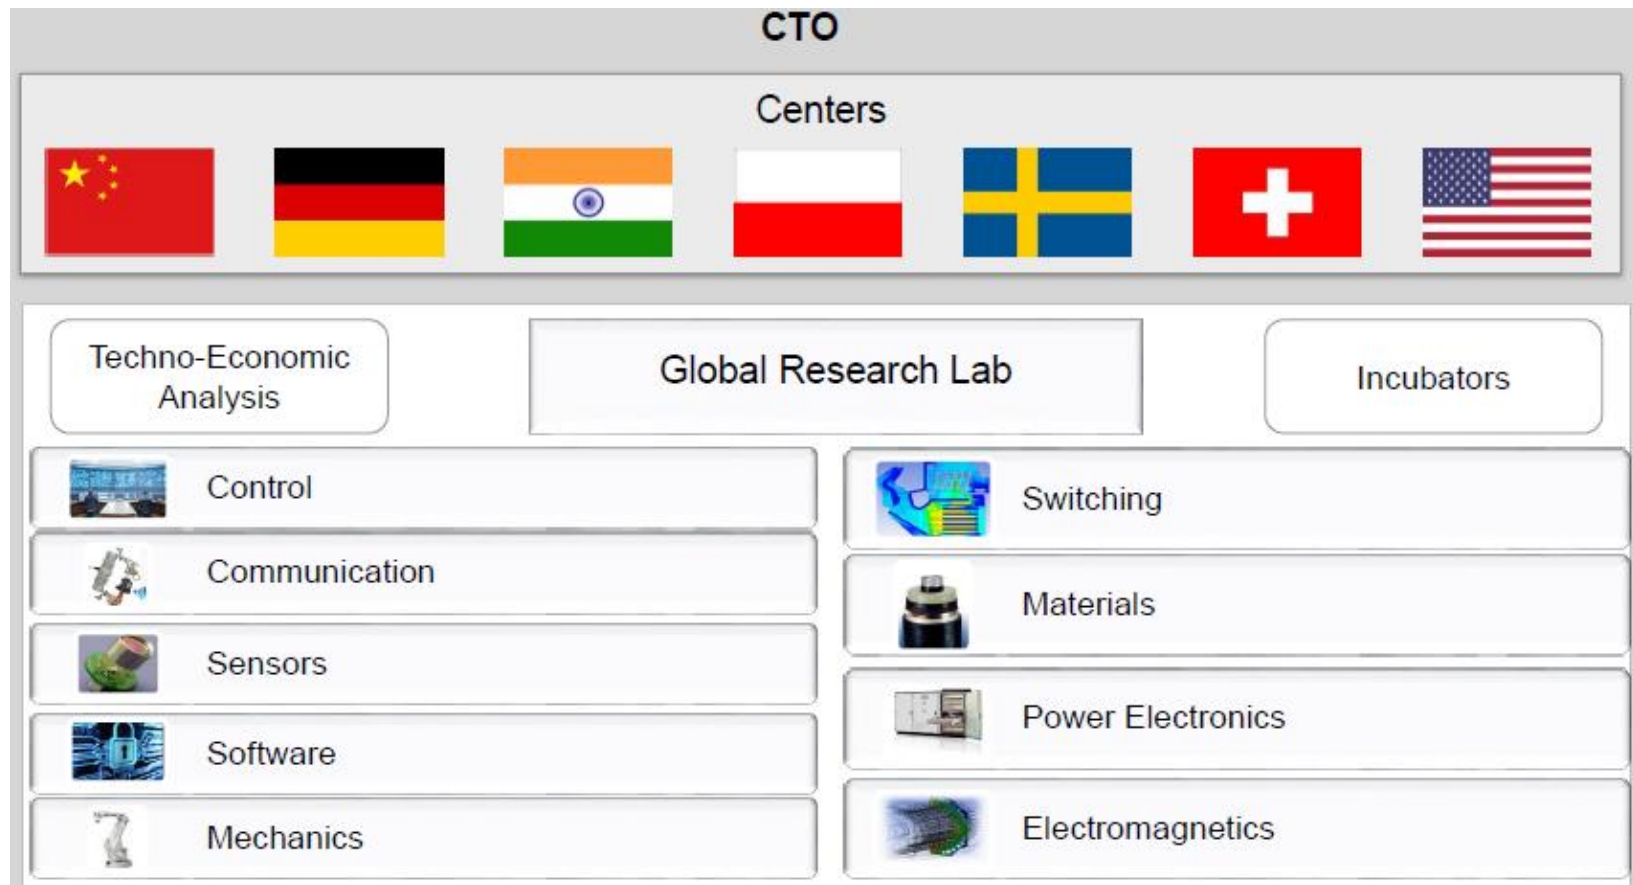 CTO
Centers
Techno-Economic
Analysis
Global Research Lab
Incubators
Control
Communication
Sensors
Software
Mechanics
Switching
Materials
Power Electronics
Electromagnetics